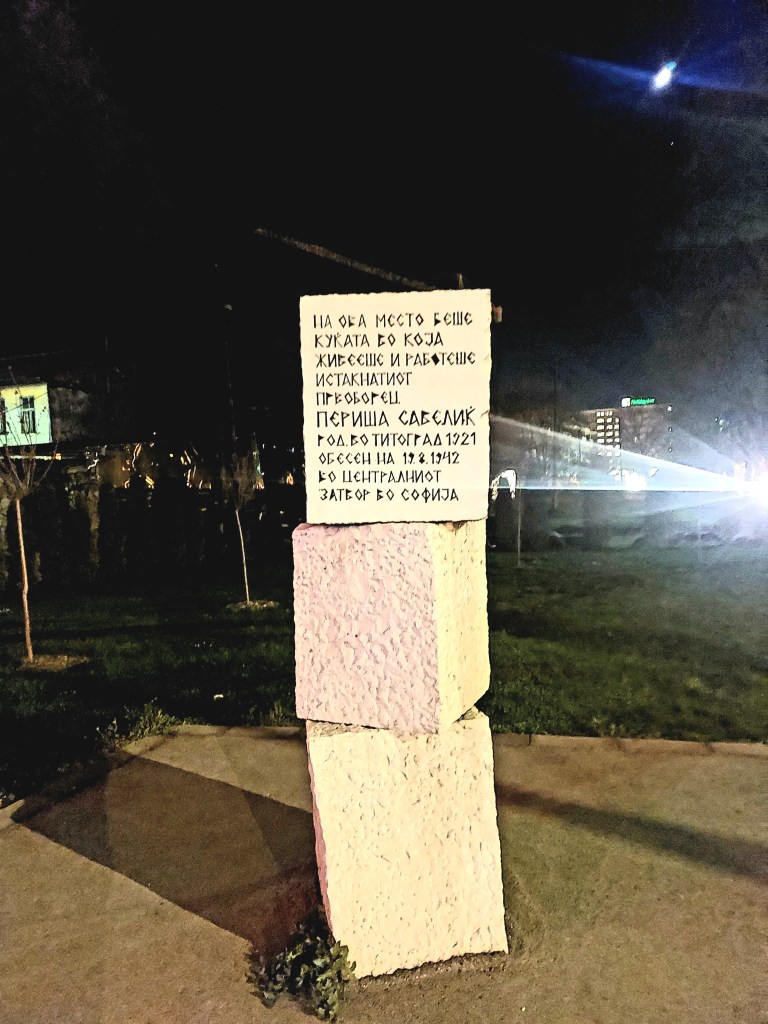 НА ОВА МЕСТО БЕШЕ
КУЌАТА ВО КОЈА
ЖИВЕЕШЕ И РАБОТЕШЕ
ИСТАКНАТИОТ
ПРВОБОРЕЦ
ПЕРИША САВЕЛИЌ
РОД. ВО ТИТОГРАД 1921
ОБЕСЕН НА 19.8.1942
ВО ЦЕНТРАЛНИОТ
ЗАТВОР ВО СОФИЈА